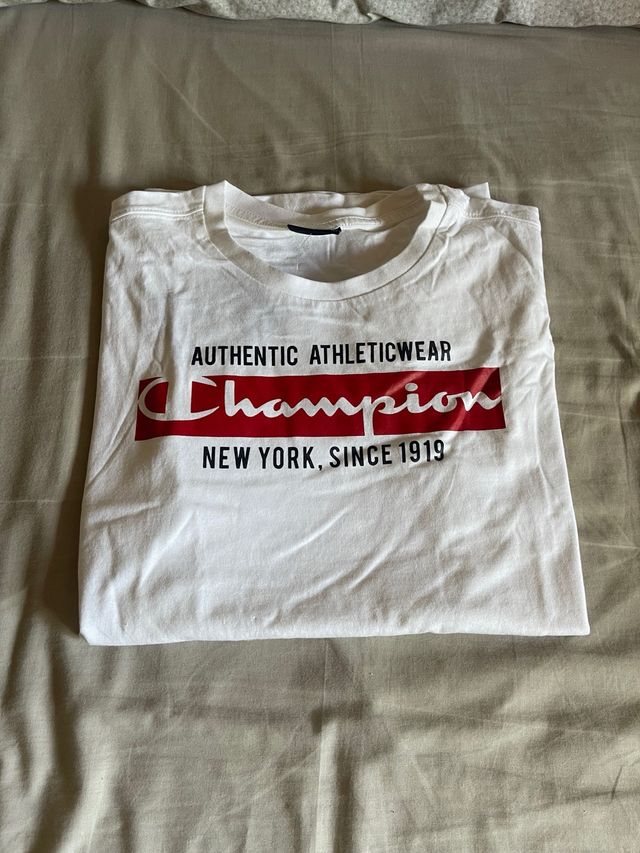 AUTHENTIC ATHLETICWEAR
Champion
NEW YORK, SINCE 1919